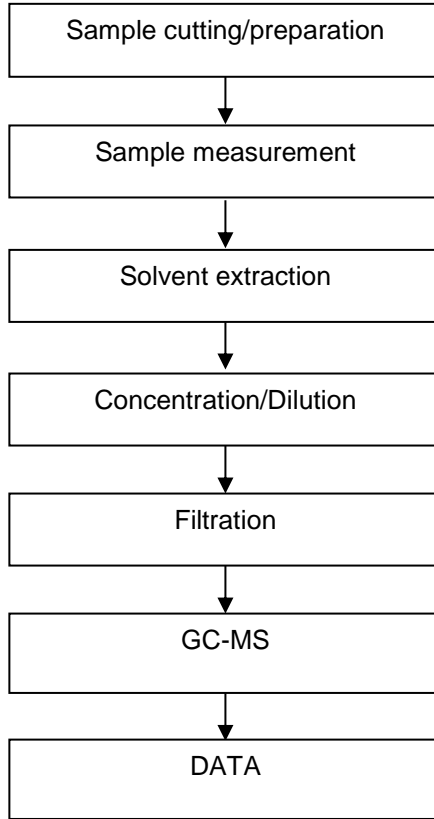 Sample cutting/preparation
Sample measurement
Solvent extraction
Concentration/Dilution
Filtration
GC-MS
DATA